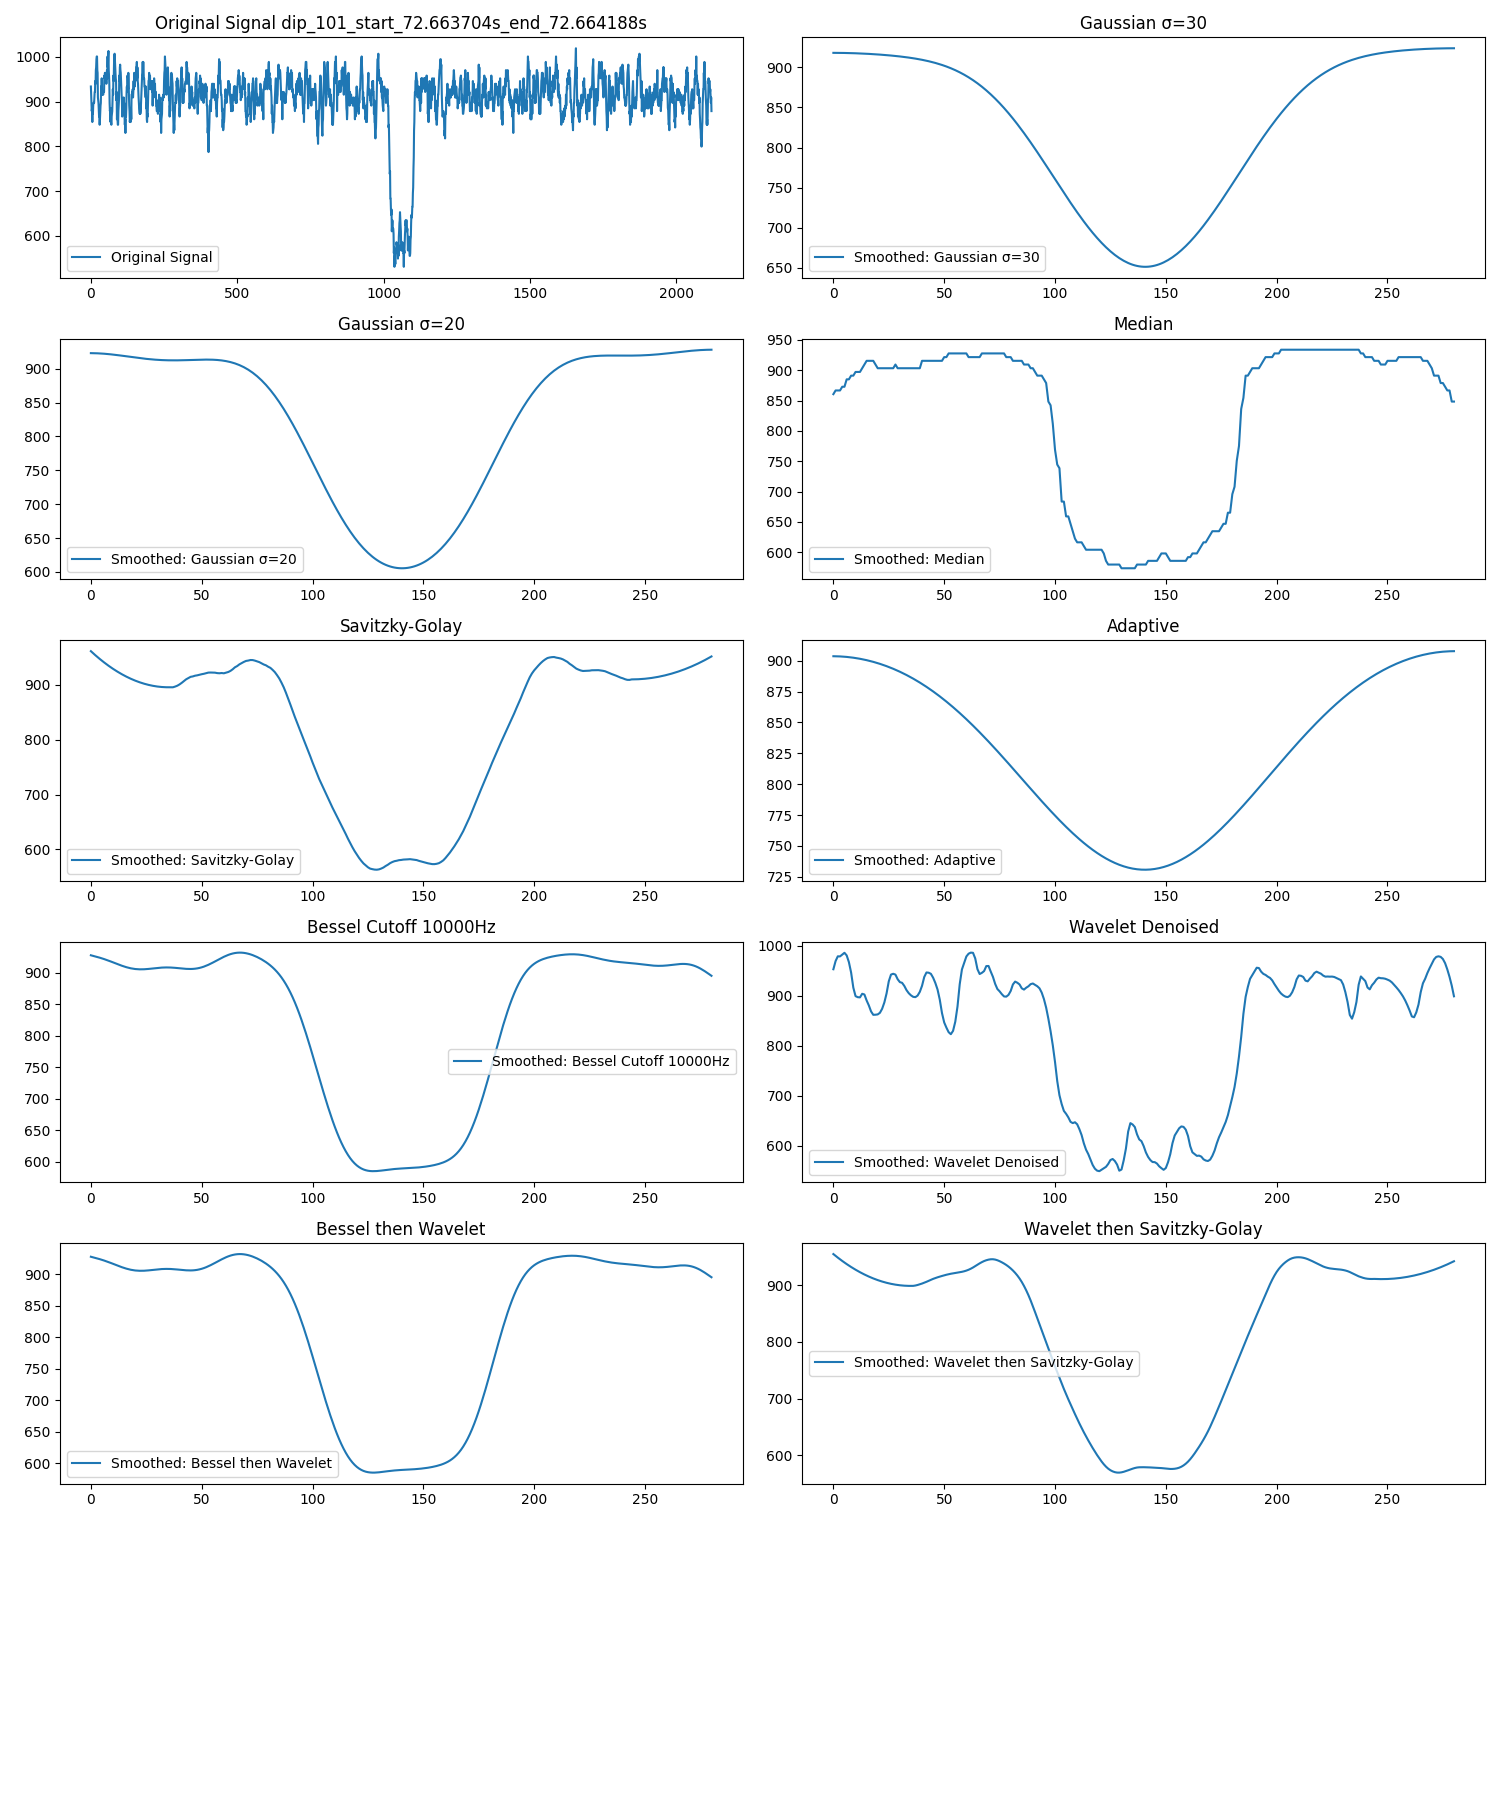 Original Signal dip_101_start_72.663704s_end_72.664188s
1000
900
800
700
600
Original Signal
0 500 1000 1500 2000
Gaussian σ=30
900
850
800
750
700
650
Smoothed: Gaussian σ=30
0 50 100 150 200 250
Gaussian σ=20
900
850
800
750
700
650
600
Smoothed: Gaussian σ=20
0 50 100 150 200 250
Median
950
900
850
800
750
700
650
600
Smoothed: Median
0 50 100 150 200 250
Savitzky-Golay
900
800
700
600
Smoothed: Savitzky-Golay
0 50 100 150 200 250
Adaptive
900
875
850
825
800
775
750
725
Smoothed: Adaptive
0 50 100 150 200 250
Bessel Cutoff 10000Hz
900
850
800
750
700
650
600
Smoothed: Bessel Cutoff 10000Hz
0 50 100 150 200 250
Wavelet Denoised
1000
900
800
700
600
Smoothed: Wavelet Denoised
0 50 100 150 200 250
Bessel then Wavelet
900
850
800
750
700
650
600
Smoothed: Bessel then Wavelet
0 50 100 150 200 250
Wavelet then Savitzky-Golay
900
800
700
600
Smoothed: Wavelet then Savitzky-Golay
0 50 100 150 200 250